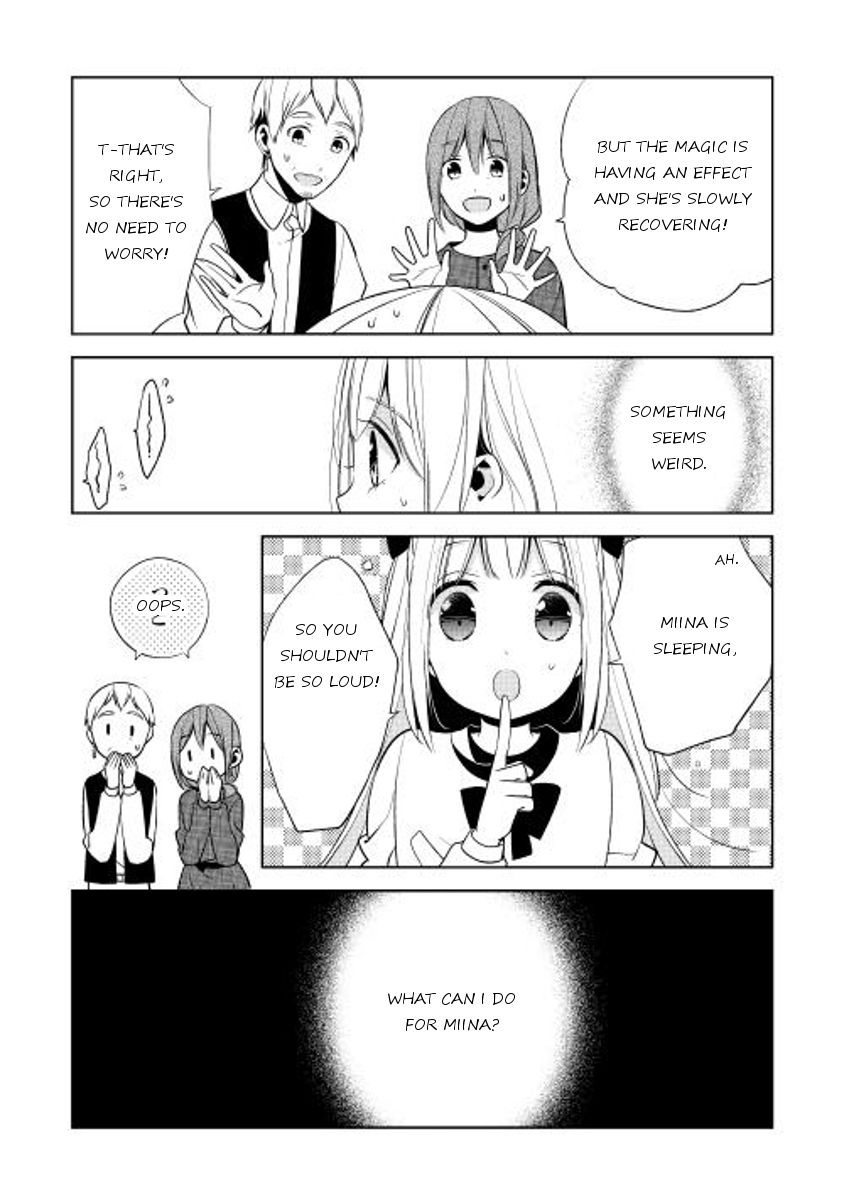 BUT THE MAGIC IS
HAVING AN EFFECT
AND SHE'S SLOWLY
RECOVERING!
T-THAT'S
RIGHT,
SO THERE'S
NO NEED TO
WORRY!
SOMETHING
SEEMS
WEIRD.
AH.
MIINA IS
SLEEPING,
SO YOU
SHOULDN'T
BE SO LOUD!
OOPS.
WHAT CAN I DO
FOR MIINA?